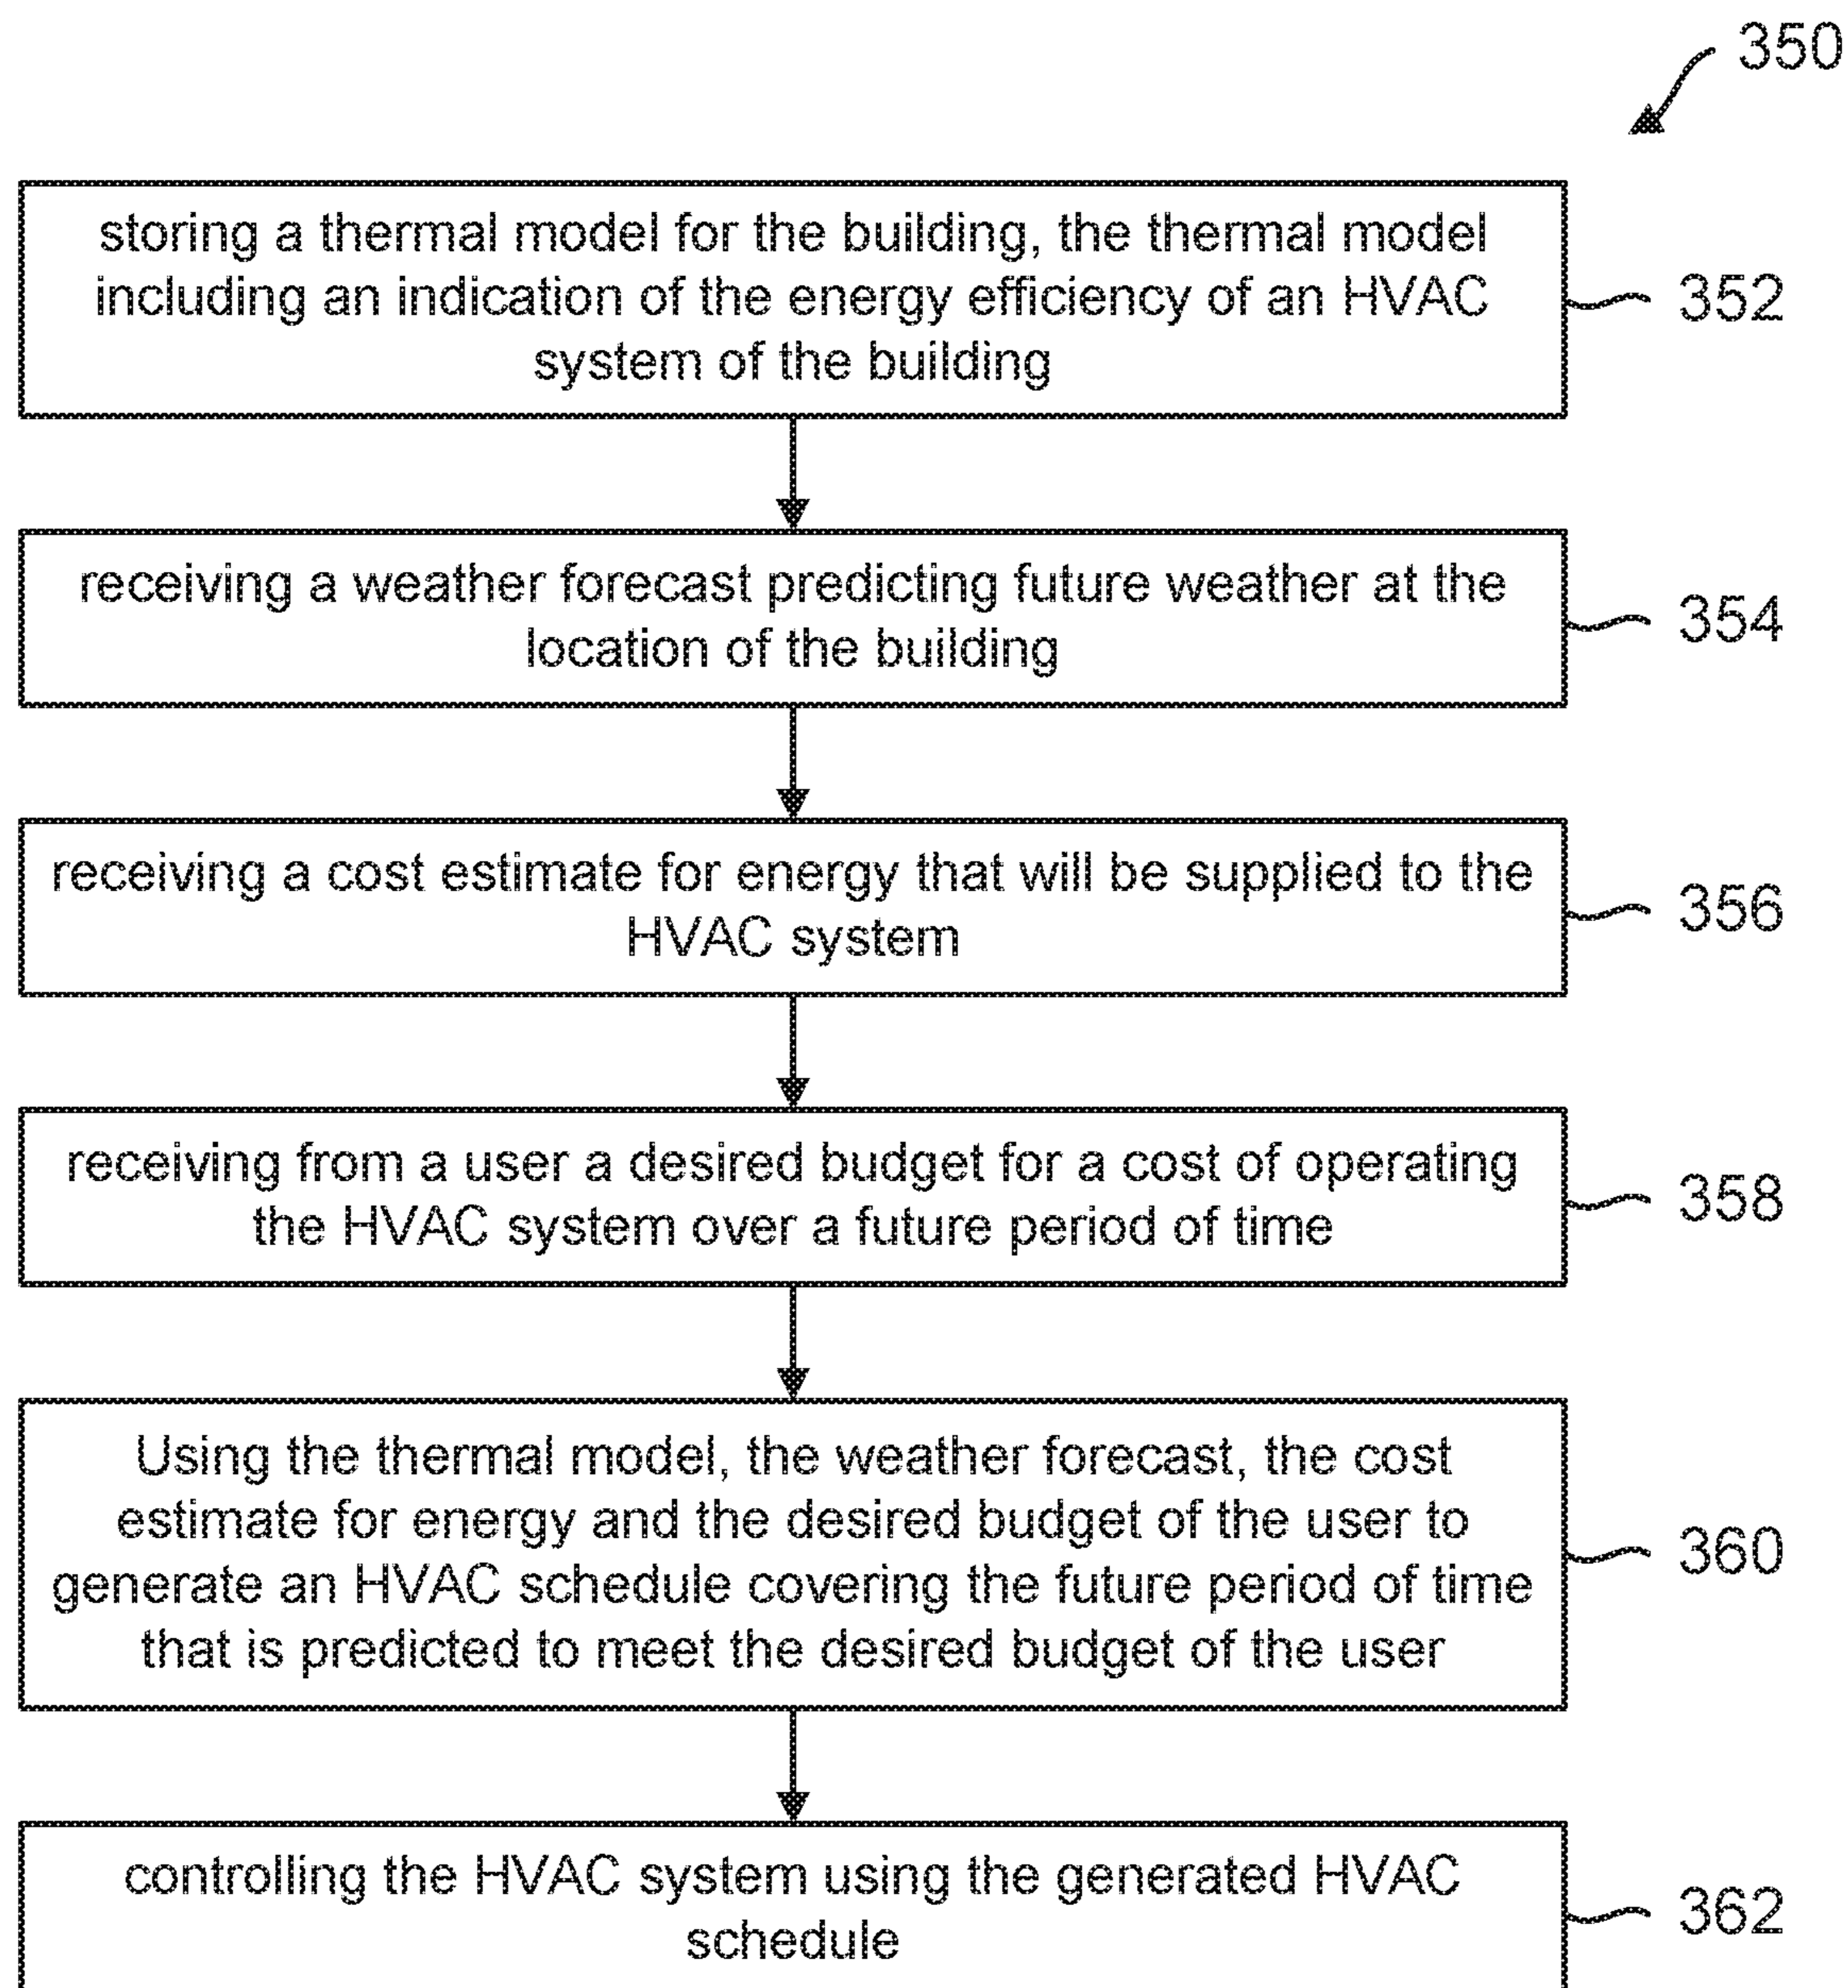 350
storing a thermal model for the building, the thermal model
including an indication of the energy efficiency of an HVAC
system of the building
352
receiving a weather forecast predicting future weather at the
location of the building
354
receiving a cost estimate for energy that will be supplied to the
HVAC system
356
receiving from a user a desired budget for a cost of operating
the HVAC system over a future period of time
358
Using the thermal model, the weather forecast, the cost
estimate for energy and the desired budget of the user to
generate an HVAC schedule covering the future period of time
that is predicted to meet the desired budget of the user
360
controlling the HVAC system using the generated HVAC
schedule
362